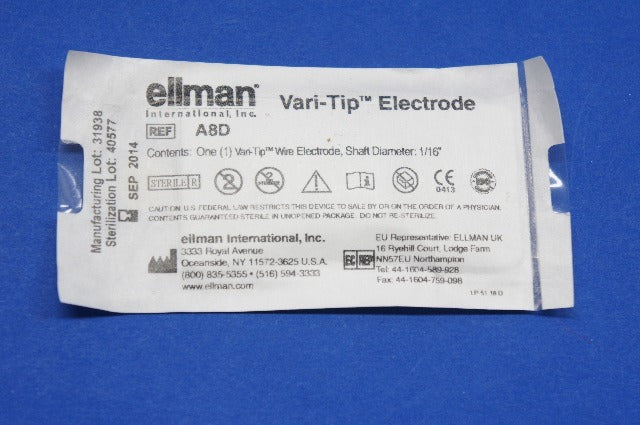 ellman®
International, Inc.
Vari-Tip™ Electrode
REF A8D
Contents: One (1) Vari-Tip™ Wire Electrode, Shaft Diameter: 1/16"
STERILE R
0413
CAUTION: U.S. FEDERAL LAW RESTRICTS THIS DEVICE TO SALE BY OR ON THE ORDER OF A PHYSICIAN.
CONTENTS GUARANTEED STERILE IN UNOPENED PACKAGE. DO NOT RE-STERILIZE.
ellman International, Inc.
3333 Royal Avenue
Oceanside, NY 11572-3625 U.S.A.
(800) 835-5355 • (516) 594-3333
www.ellman.com
EC REP
EU Representative: ELLMAN UK
16 Ryehill Court, Lodge Farm
NN57EU Northampton
Tel: 44-1604-589-928
Fax: 44-1604-759-098
Manufacturing Lot: 31938
Sterilization Lot: 40577
SEP 2014